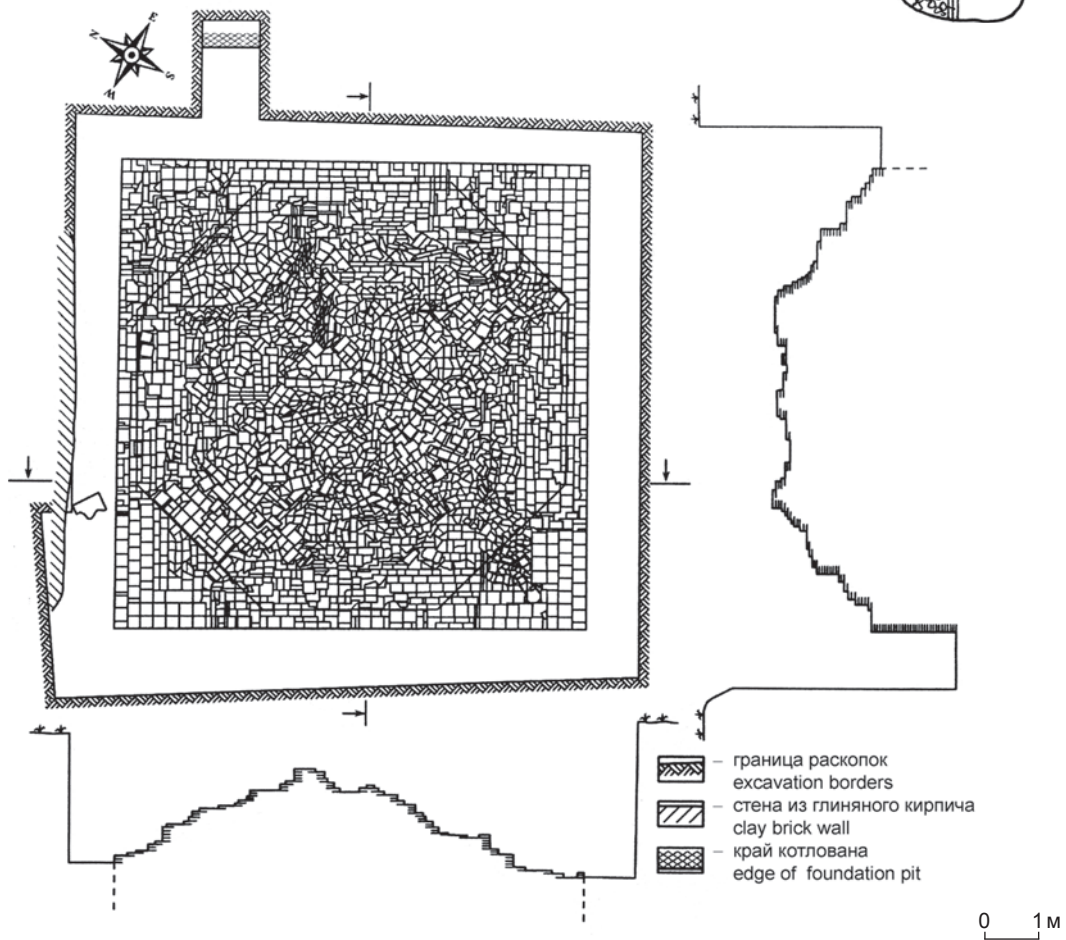 E
N
S
W
– граница раскопок
excavation borders
– стена из глиняного кирпича
clay brick wall
– край котлована
edge of foundation pit
0 1 м